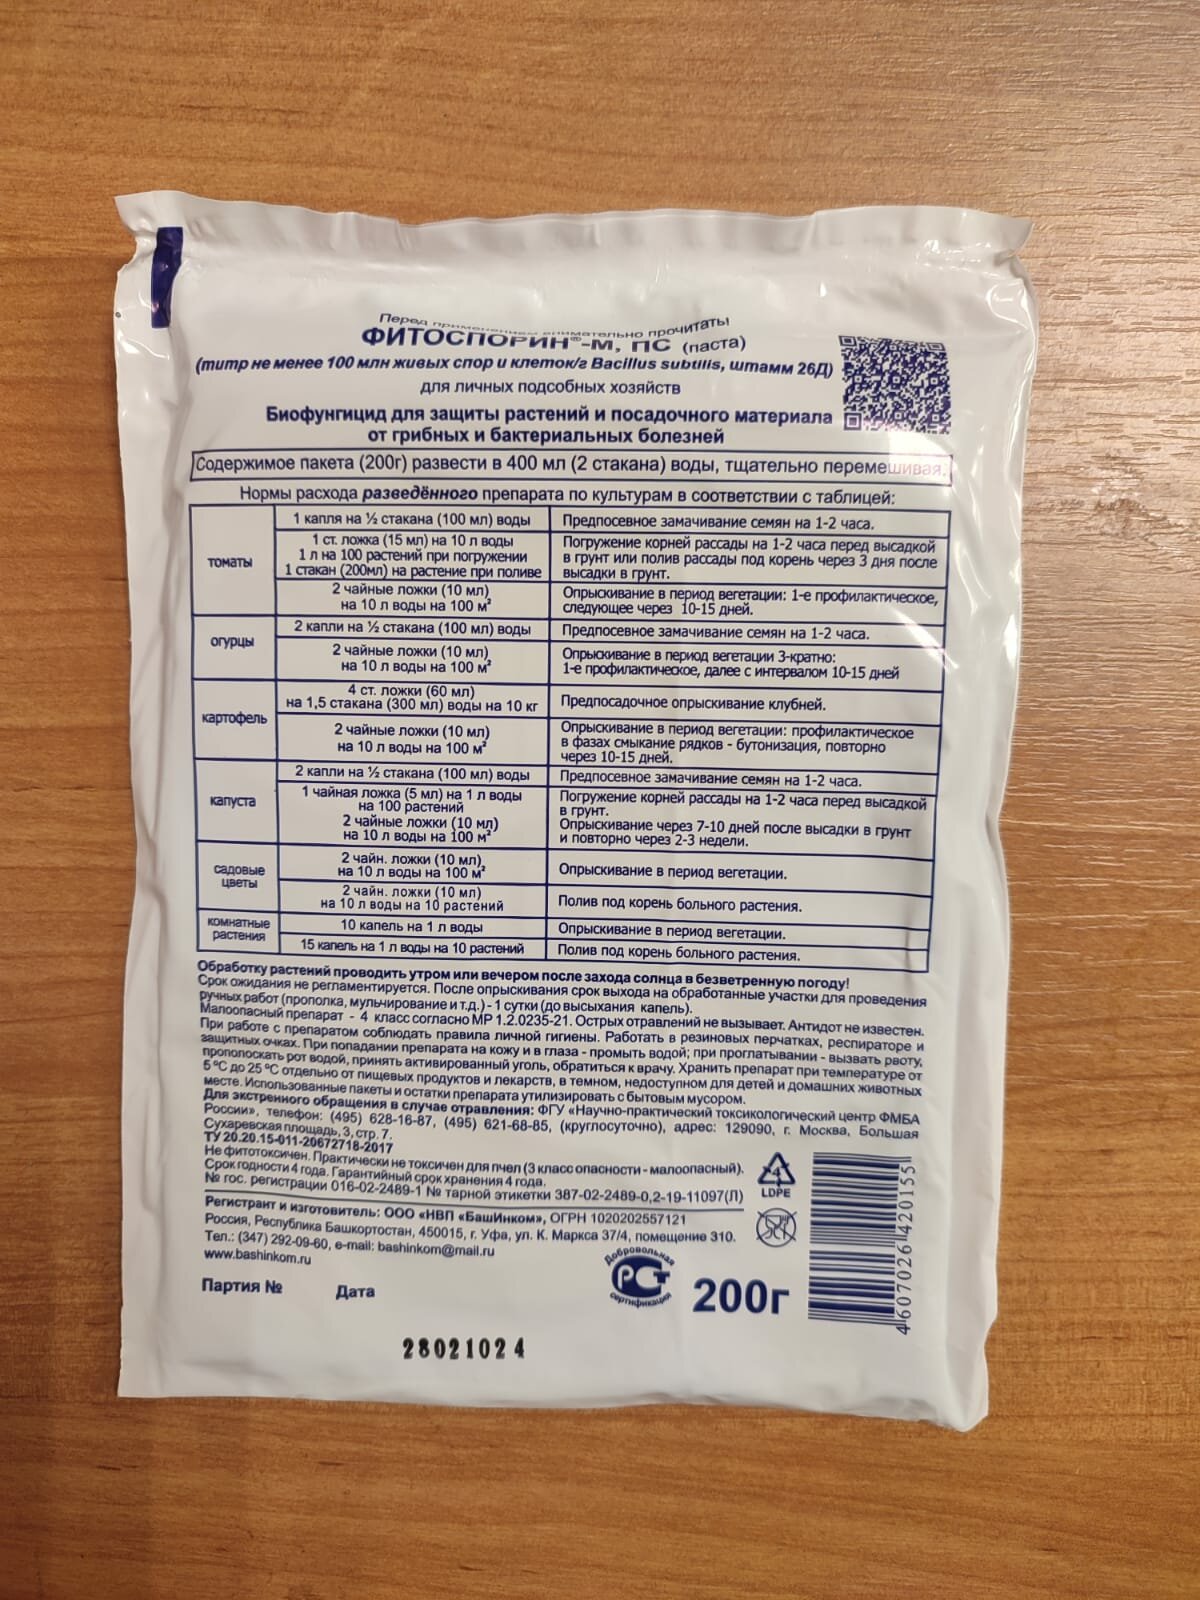 Перед применением внимательно прочитать!
ФИТОСПОРИН®-М, ПС (паста)
(титр не менее 100 млн живых спор и клеток/г Bacillus subtilis, штамм 26Д)
для личных подсобных хозяйств
Биофунгицид для защиты растений и посадочного материала
от грибных и бактериальных болезней
Содержимое пакета (200г) развести в 400 мл (2 стакана) воды, тщательно перемешивая.
Нормы расхода разведённого препарата по культурам в соответствии с таблицей:
томаты
1 капля на ½ стакана (100 мл) воды
Предпосевное замачивание семян на 1-2 часа.
1 ст. ложка (15 мл) на 10 л воды
1 л на 100 растений при погружении
1 стакан (200мл) на растение при поливе
Погружение корней рассады на 1-2 часа перед высадкой
в грунт или полив рассады под корень через 3 дня после
высадки в грунт.
2 чайные ложки (10 мл)
на 10 л воды на 100 м²
Опрыскивание в период вегетации: 1-е профилактическое,
следующее через 10-15 дней.
огурцы
2 капли на ½ стакана (100 мл) воды
Предпосевное замачивание семян на 1-2 часа.
2 чайные ложки (10 мл)
на 10 л воды на 100 м²
Опрыскивание в период вегетации 3-кратно:
1-е профилактическое, далее с интервалом 10-15 дней
картофель
4 ст. ложки (60 мл)
на 1,5 стакана (300 мл) воды на 10 кг
Предпосадочное опрыскивание клубней.
2 чайные ложки (10 мл)
на 10 л воды на 100 м²
Опрыскивание в период вегетации: профилактическое
в фазах смыкание рядков - бутонизация, повторно
через 10-15 дней.
капуста
2 капли на ½ стакана (100 мл) воды
Предпосевное замачивание семян на 1-2 часа.
1 чайная ложка (5 мл) на 1 л воды
на 100 растений
2 чайные ложки (10 мл)
на 10 л воды на 100 м²
Погружение корней рассады на 1-2 часа перед высадкой
в грунт.
Опрыскивание через 7-10 дней после высадки в грунт
и повторно через 2-3 недели.
садовые
цветы
2 чайн. ложки (10 мл)
на 10 л воды на 100 м²
Опрыскивание в период вегетации.
2 чайн. ложки (10 мл)
на 10 л воды на 10 растений
Полив под корень больного растения.
комнатные
растения
10 капель на 1 л воды
Опрыскивание в период вегетации.
15 капель на 1 л воды на 10 растений
Полив под корень больного растения.
Обработку растений проводить утром или вечером после захода солнца в безветренную погоду!
Срок ожидания не регламентируется. После опрыскивания срок выхода на обработанные участки для проведения
ручных работ (прополка, мульчирование и т.д.) - 1 сутки (до высыхания капель).
Малоопасный препарат - 4 класс согласно МР 1.2.0235-21. Острых отравлений не вызывает. Антидот не известен.
При работе с препаратом соблюдать правила личной гигиены. Работать в резиновых перчатках, респираторе и
защитных очках. При попадании препарата на кожу и в глаза - промыть водой; при проглатывании - вызвать рвоту,
прополоскать рот водой, принять активированный уголь, обратиться к врачу. Хранить препарат при температуре от
5 °С до 25 °С отдельно от пищевых продуктов и лекарств, в темном, недоступном для детей и домашних животных
месте. Использованные пакеты и остатки препарата утилизировать с бытовым мусором.
Для экстренного обращения в случае отравления: ФГУ «Научно-практический токсикологический центр ФМБА
России», телефон: (495) 628-16-87, (495) 621-68-85, (круглосуточно), адрес: 129090, г. Москва, Большая
Сухаревская площадь, 3, стр. 7.
ТУ 20.20.15-011-20672718-2017
Не фитотоксичен. Практически не токсичен для пчел (3 класс опасности - малоопасный).
Срок годности 4 года. Гарантийный срок хранения 4 года.
№ гос. регистрации 016-02-2489-1 № тарной этикетки 387-02-2489-0,2-19-11097(Л)
Регистрант и изготовитель: ООО «НВП «БашИнком», ОГРН 1020202557121
Россия, Республика Башкортостан, 450015, г. Уфа, ул. К. Маркса 37/4, помещение 310.
Тел.: (347) 292-09-60, e-mail: bashinkom@mail.ru
www.bashinkom.ru
4
LDPE
Добровольная
РСТ
сертификация
200г
4607026420155
Партия № Дата
28021024